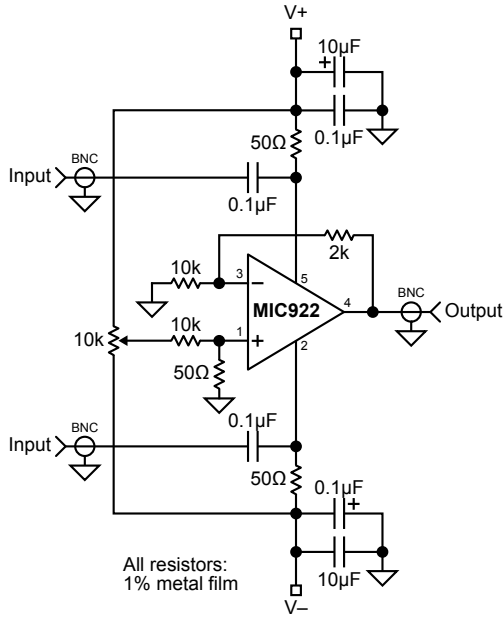 V+
10µF
+
0.1µF
50Ω
BNC
Input
0.1µF
2k
10k
3
−
5
MIC922
4
BNC
Output
10k
10k
1
+
2
50Ω
0.1µF
BNC
Input
50Ω
0.1µF
+
10µF
All resistors:
1% metal film
V–